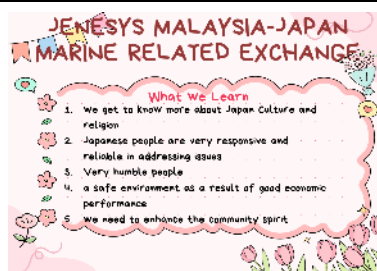 JENESYS MALAYSIA-JAPAN
MARINE RELATED EXCHANGE
What We Learn
1. We get to know more about Japan Culture and
religion
2. Japanese people are very responsive and
reliable in addressing issues
3. Very humble people
4. a safe environment as a result of good economic
performance
5. We need to enhance the community spirit